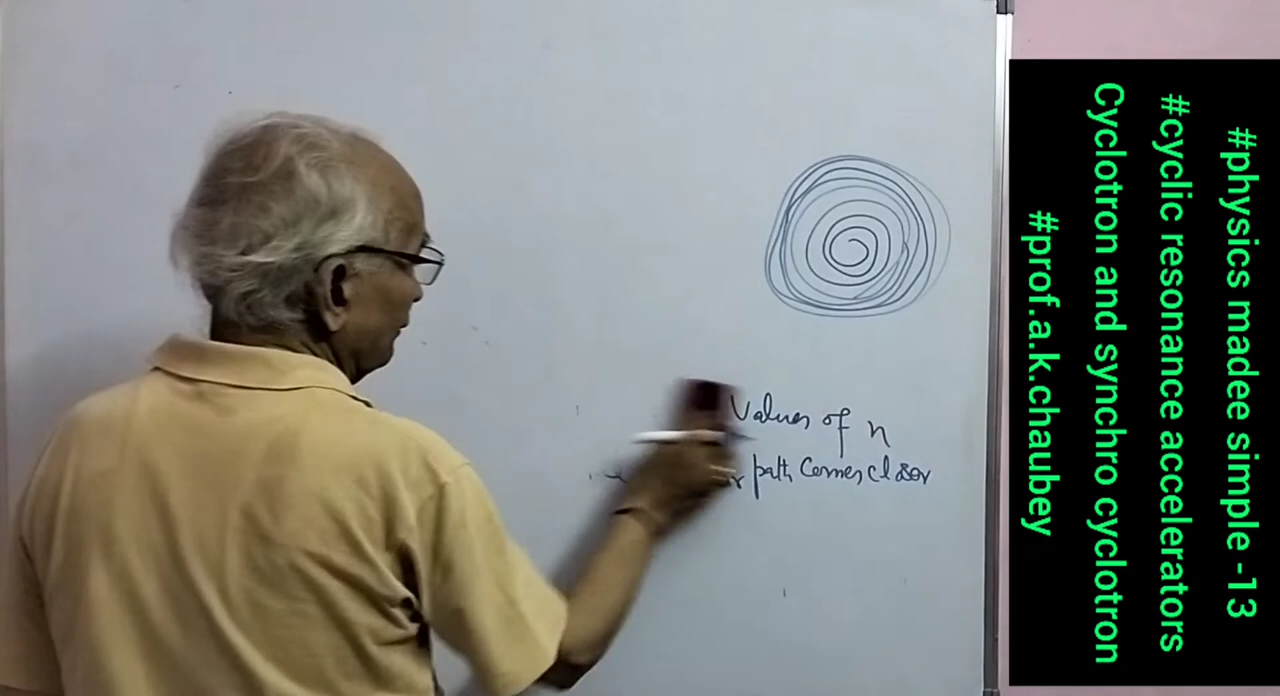 Values of n
path comes closer
#physics madee simple -13
#cyclic resonance accelerators
Cyclotron and synchro cyclotron
#prof.a.k.chaubey